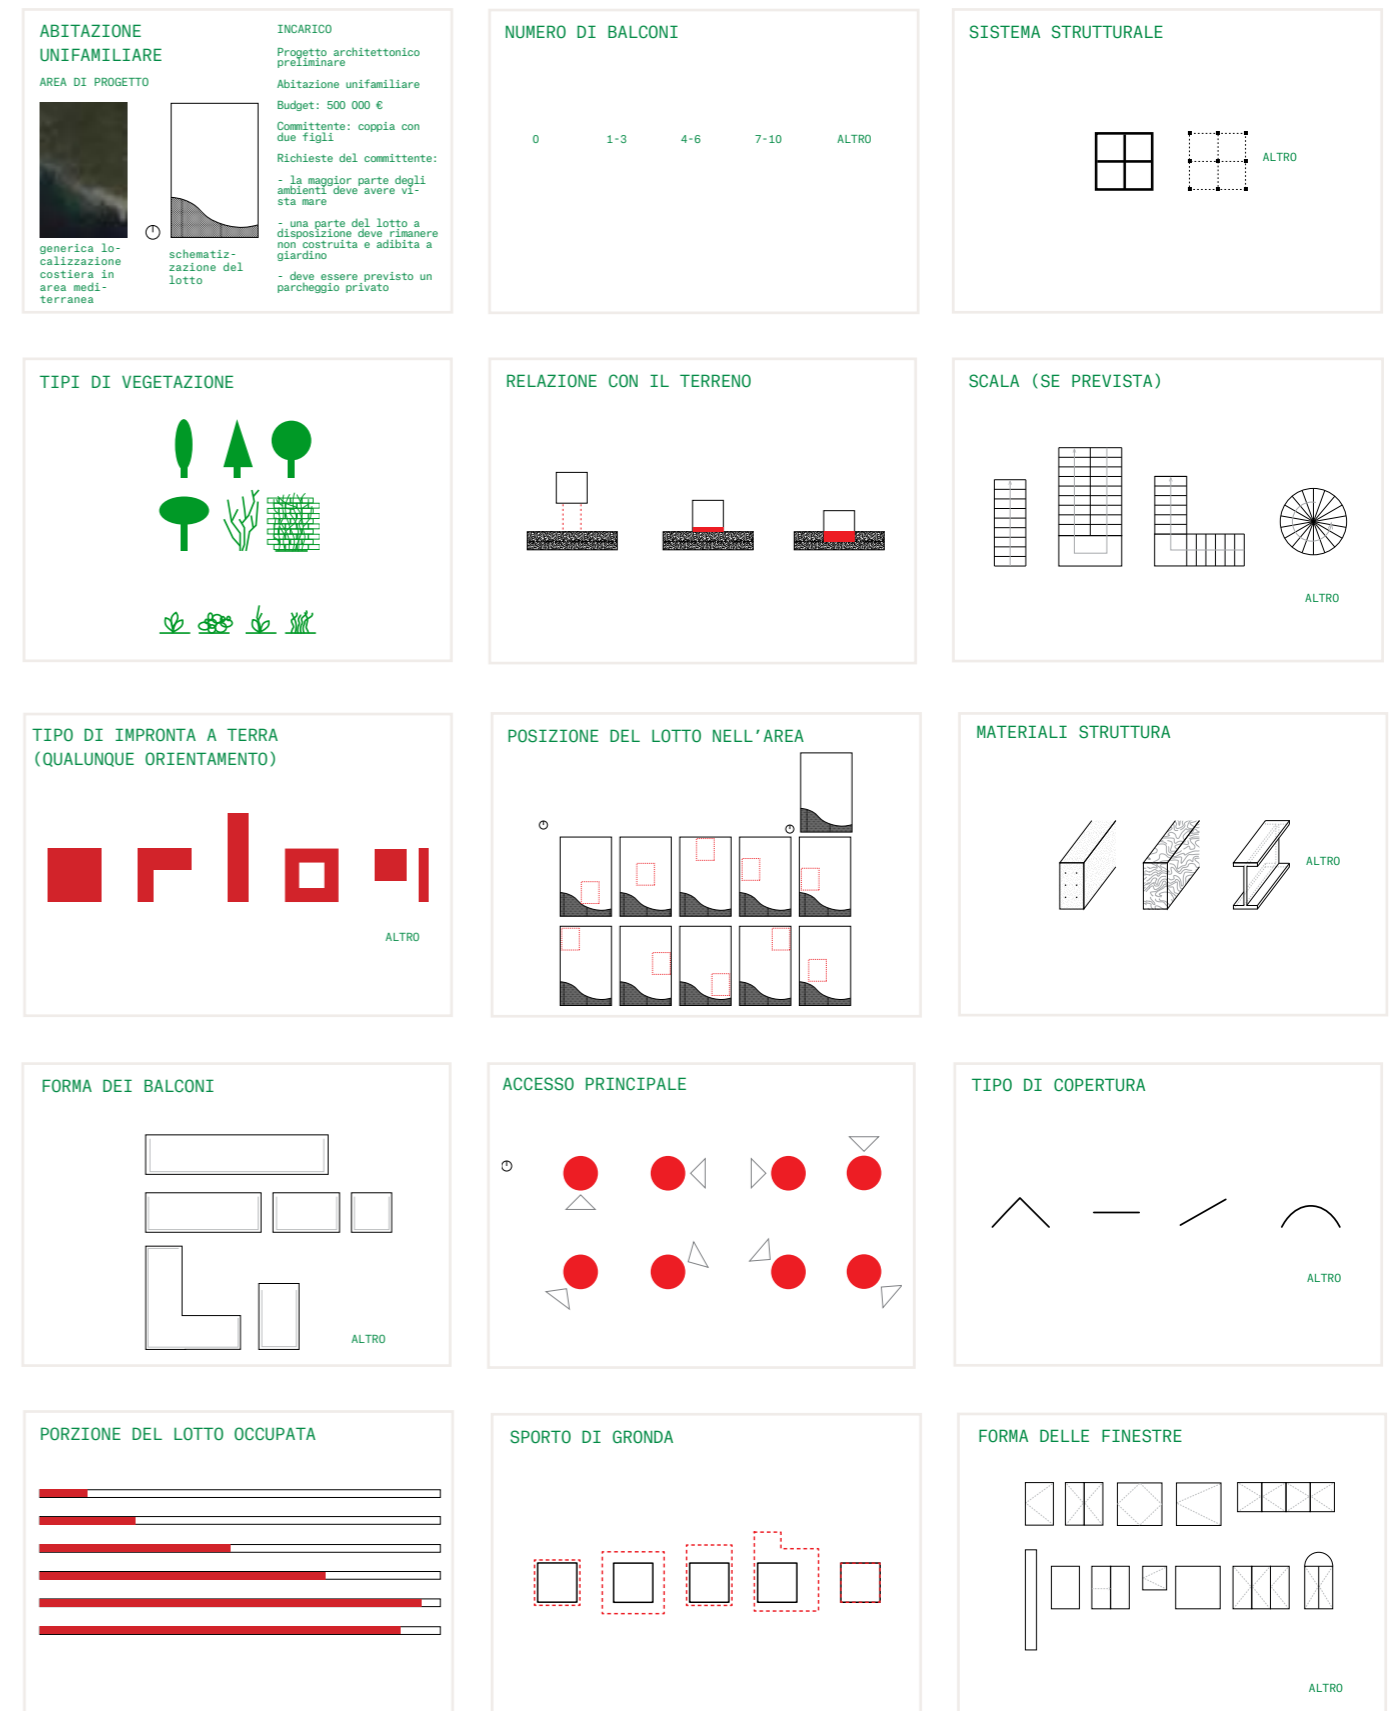 ABITAZIONE
UNIFAMILIARE
AREA DI PROGETTO
generica lo-
calizzazione
costiera in
area medi-
terranea
schematiz-
zazione del
lotto
INCARICO
Progetto architettonico
preliminare
Abitazione unifamiliare
Budget: 500 000 €
Committente: coppia con
due figli
Richieste del committente:
- la maggior parte degli
ambienti deve avere vi-
sta mare
- una parte del lotto a
disposizione deve rimanere
non costruita e adibita a
giardino
- deve essere previsto un
parcheggio privato
NUMERO DI BALCONI
0 1-3 4-6 7-10 ALTRO
SISTEMA STRUTTURALE
ALTRO
TIPI DI VEGETAZIONE
RELAZIONE CON IL TERRENO
SCALA (SE PREVISTA)
ALTRO
TIPO DI IMPRONTA A TERRA
(QUALUNQUE ORIENTAMENTO)
ALTRO
POSIZIONE DEL LOTTO NELL’AREA
MATERIALI STRUTTURA
ALTRO
FORMA DEI BALCONI
ALTRO
ACCESSO PRINCIPALE
TIPO DI COPERTURA
ALTRO
PORZIONE DEL LOTTO OCCUPATA
SPORTO DI GRONDA
FORMA DELLE FINESTRE
ALTRO